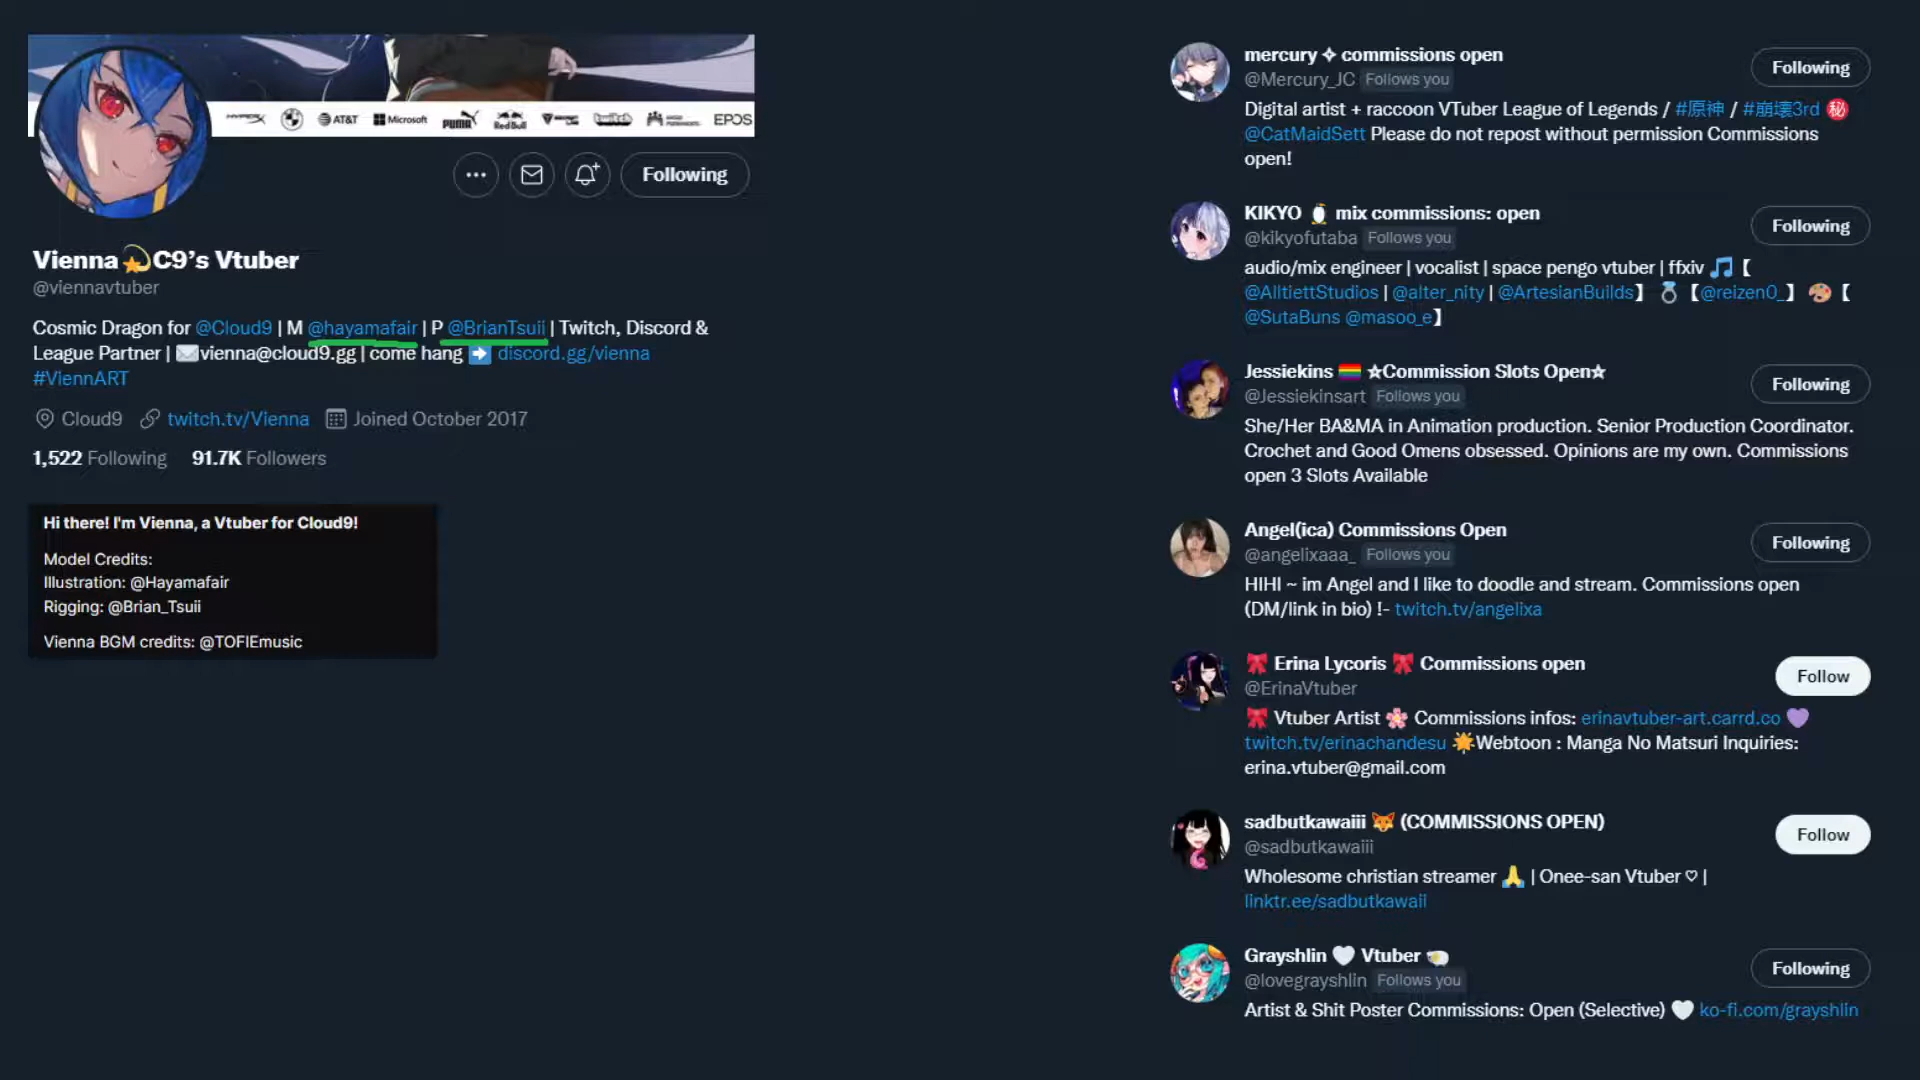 HYPERX AT&T Microsoft PUMA Red Bull twitch EPOS
Following
Vienna💫C9's Vtuber
@viennavtuber
Cosmic Dragon for @Cloud9 | M @hayamafair | P @BrianTsuii | Twitch, Discord &
League Partner | ✉️vienna@cloud9.gg | come hang ➡️ discord.gg/vienna
#ViennART
Cloud9 twitch.tv/Vienna Joined October 2017
1,522 Following 91.7K Followers
Hi there! I'm Vienna, a Vtuber for Cloud9!
Model Credits:
Illustration: @Hayamafair
Rigging: @Brian_Tsuii
Vienna BGM credits: @TOFIEmusic
mercury ✧ commissions open
@Mercury_JC Follows you
Following
Digital artist + raccoon VTuber League of Legends / #原神 / #崩壊3rd ㊙️
@CatMaidSett Please do not repost without permission Commissions
open!
KIKYO 🐧 mix commissions: open
@kikyofutaba Follows you
Following
audio/mix engineer | vocalist | space pengo vtuber | ffxiv 🎵【
@AlltiettStudios | @alter_nity | @ArtesianBuilds】 💍 【@reizen0_】 🎨【
@SutaBuns @masoo_e】
Jessiekins 🏳️‍🌈 ☆Commission Slots Open☆
@Jessiekinsart Follows you
Following
She/Her BA&MA in Animation production. Senior Production Coordinator.
Crochet and Good Omens obsessed. Opinions are my own. Commissions
open 3 Slots Available
Angel(ica) Commissions Open
@angelixaaa_ Follows you
Following
HIHI ~ im Angel and I like to doodle and stream. Commissions open
(DM/link in bio) !- twitch.tv/angelixa
🎀 Erina Lycoris 🎀 Commissions open
@ErinaVtuber
Follow
🎀 Vtuber Artist 🌸 Commissions infos: erinavtuber-art.carrd.co 💜
twitch.tv/erinachandesu 🌟Webtoon : Manga No Matsuri Inquiries:
erina.vtuber@gmail.com
sadbutkawaiii 🦊 (COMMISSIONS OPEN)
@sadbutkawaiii
Follow
Wholesome christian streamer 🙏 | Onee-san Vtuber ♡ |
linktr.ee/sadbutkawaii
Grayshlin 🤍 Vtuber 🐑
@lovegrayshlin Follows you
Following
Artist & Shit Poster Commissions: Open (Selective) 🤍 ko-fi.com/grayshlin